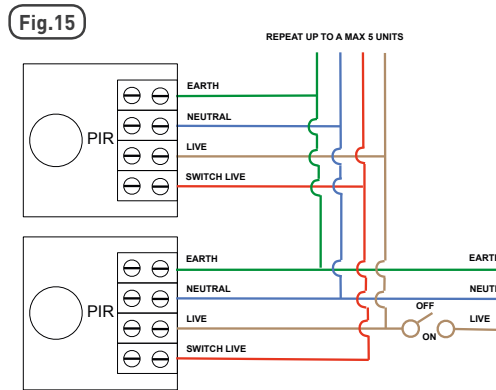 Fig.15
REPEAT UP TO A MAX 5 UNITS
EARTH
NEUTRAL
PIR
LIVE
SWITCH LIVE
EARTH
EARTH
NEUTRAL
NEUT
OFF
PIR
LIVE
LIVE
ON
SWITCH LIVE